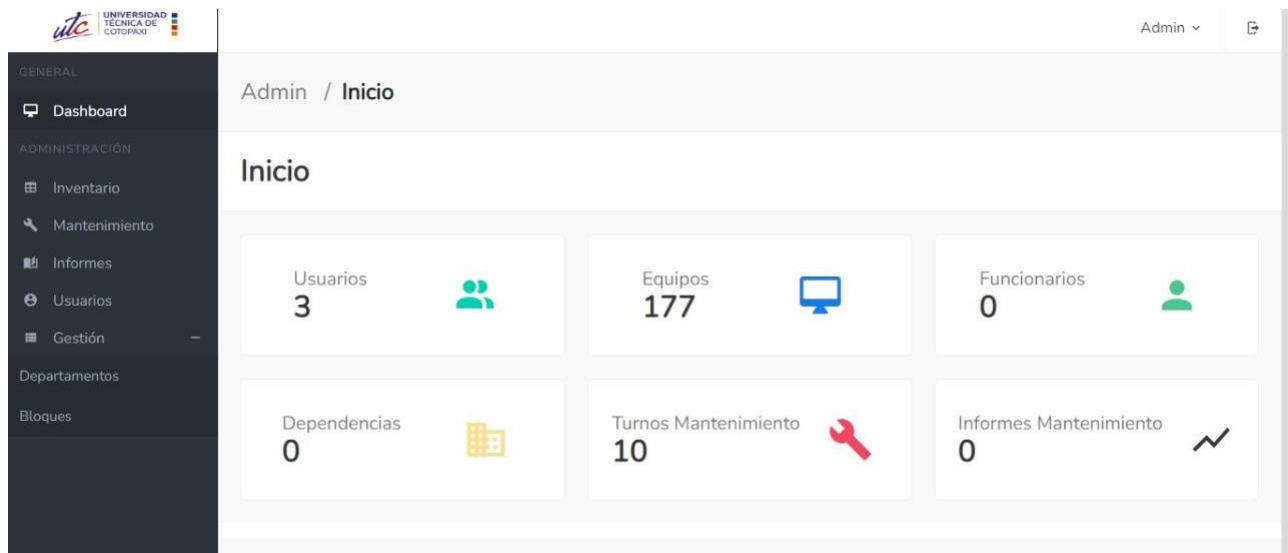 utc
UNIVERSIDAD
TÉCNICA DE
COTOPAXI
Admin
GENERAL
Dashboard
ADMINISTRACIÓN
Inventario
Mantenimiento
Informes
Usuarios
Gestión
Departamentos
Bloques
Admin / Inicio
Inicio
Usuarios
3
Equipos
177
Funcionarios
0
Dependencias
0
Turnos Mantenimiento
10
Informes Mantenimiento
0